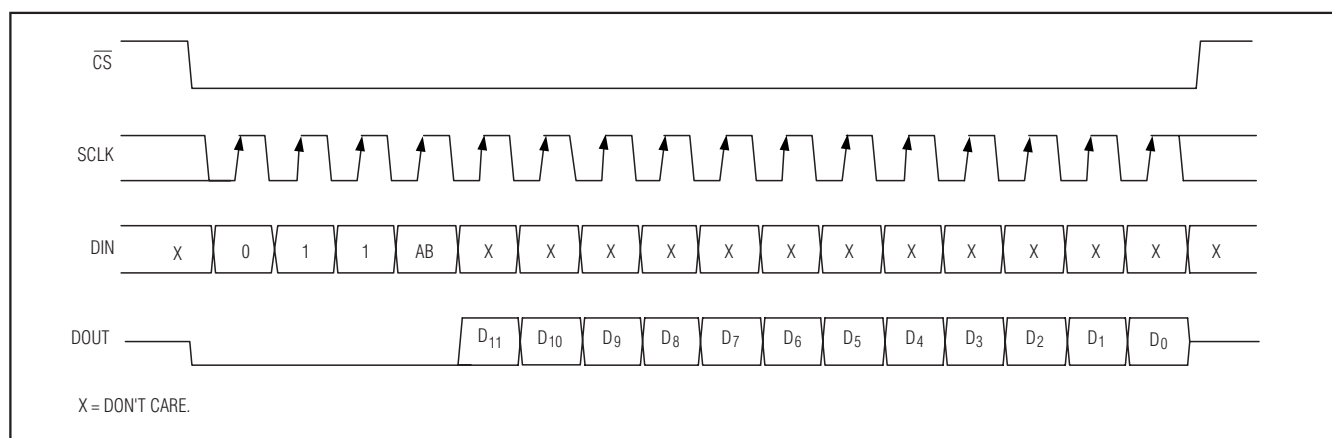 CS
SCLK
DIN X 0 1 1 AB X X X X X X X X X X X X X
DOUT D11 D10 D9 D8 D7 D6 D5 D4 D3 D2 D1 D0
X = DON'T CARE.